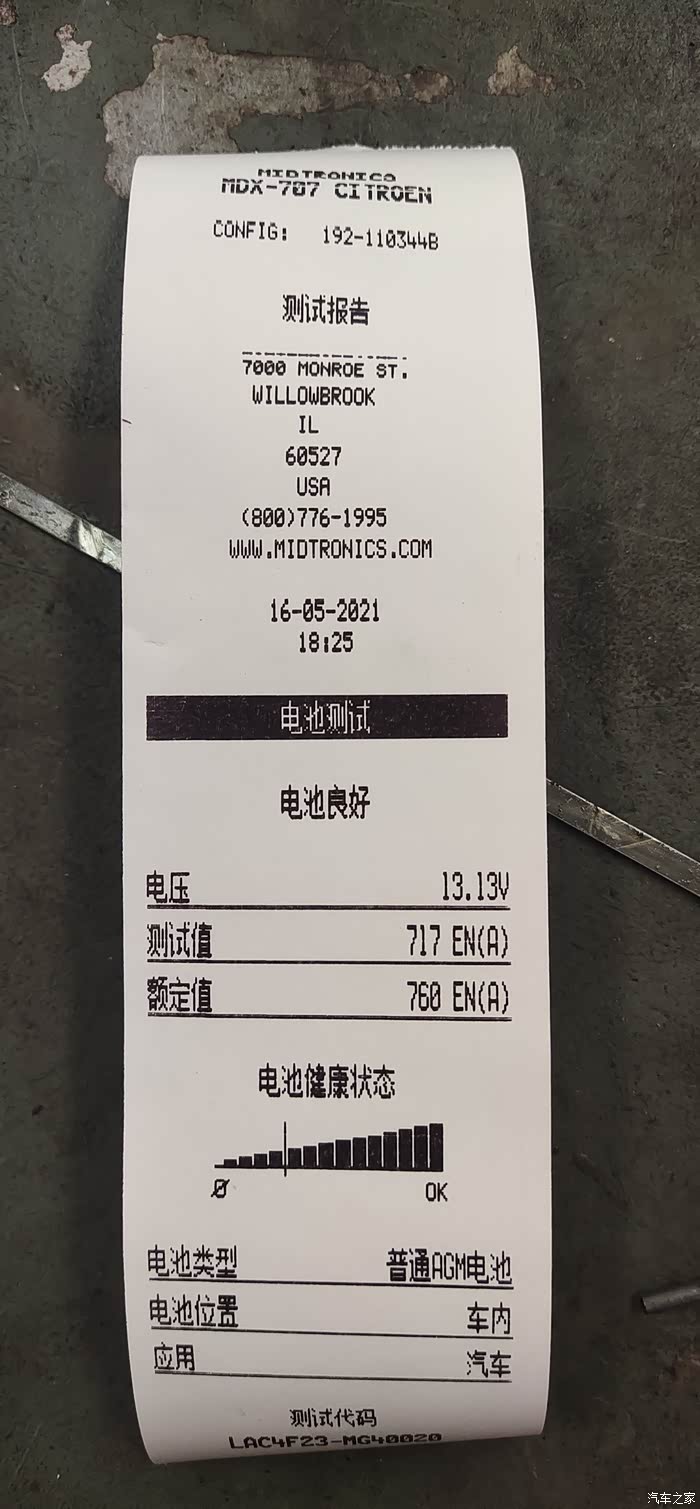 MIDTRONICS
MDX-707 CITROEN
CONFIG: 192-110344B
测试报告
7000 MONROE ST.
WILLOWBROOK
IL
60527
USA
(800)776-1995
WWW.MIDTRONICS.COM
16-05-2021
18:25
电池测试
电池良好
电压 13.13V
测试值 717 EN(A)
额定值 760 EN(A)
电池健康状态
0 OK
电池类型 普通AGM电池
电池位置 车内
应用 汽车
测试代码
LAC4F23-MG40020
汽车之家